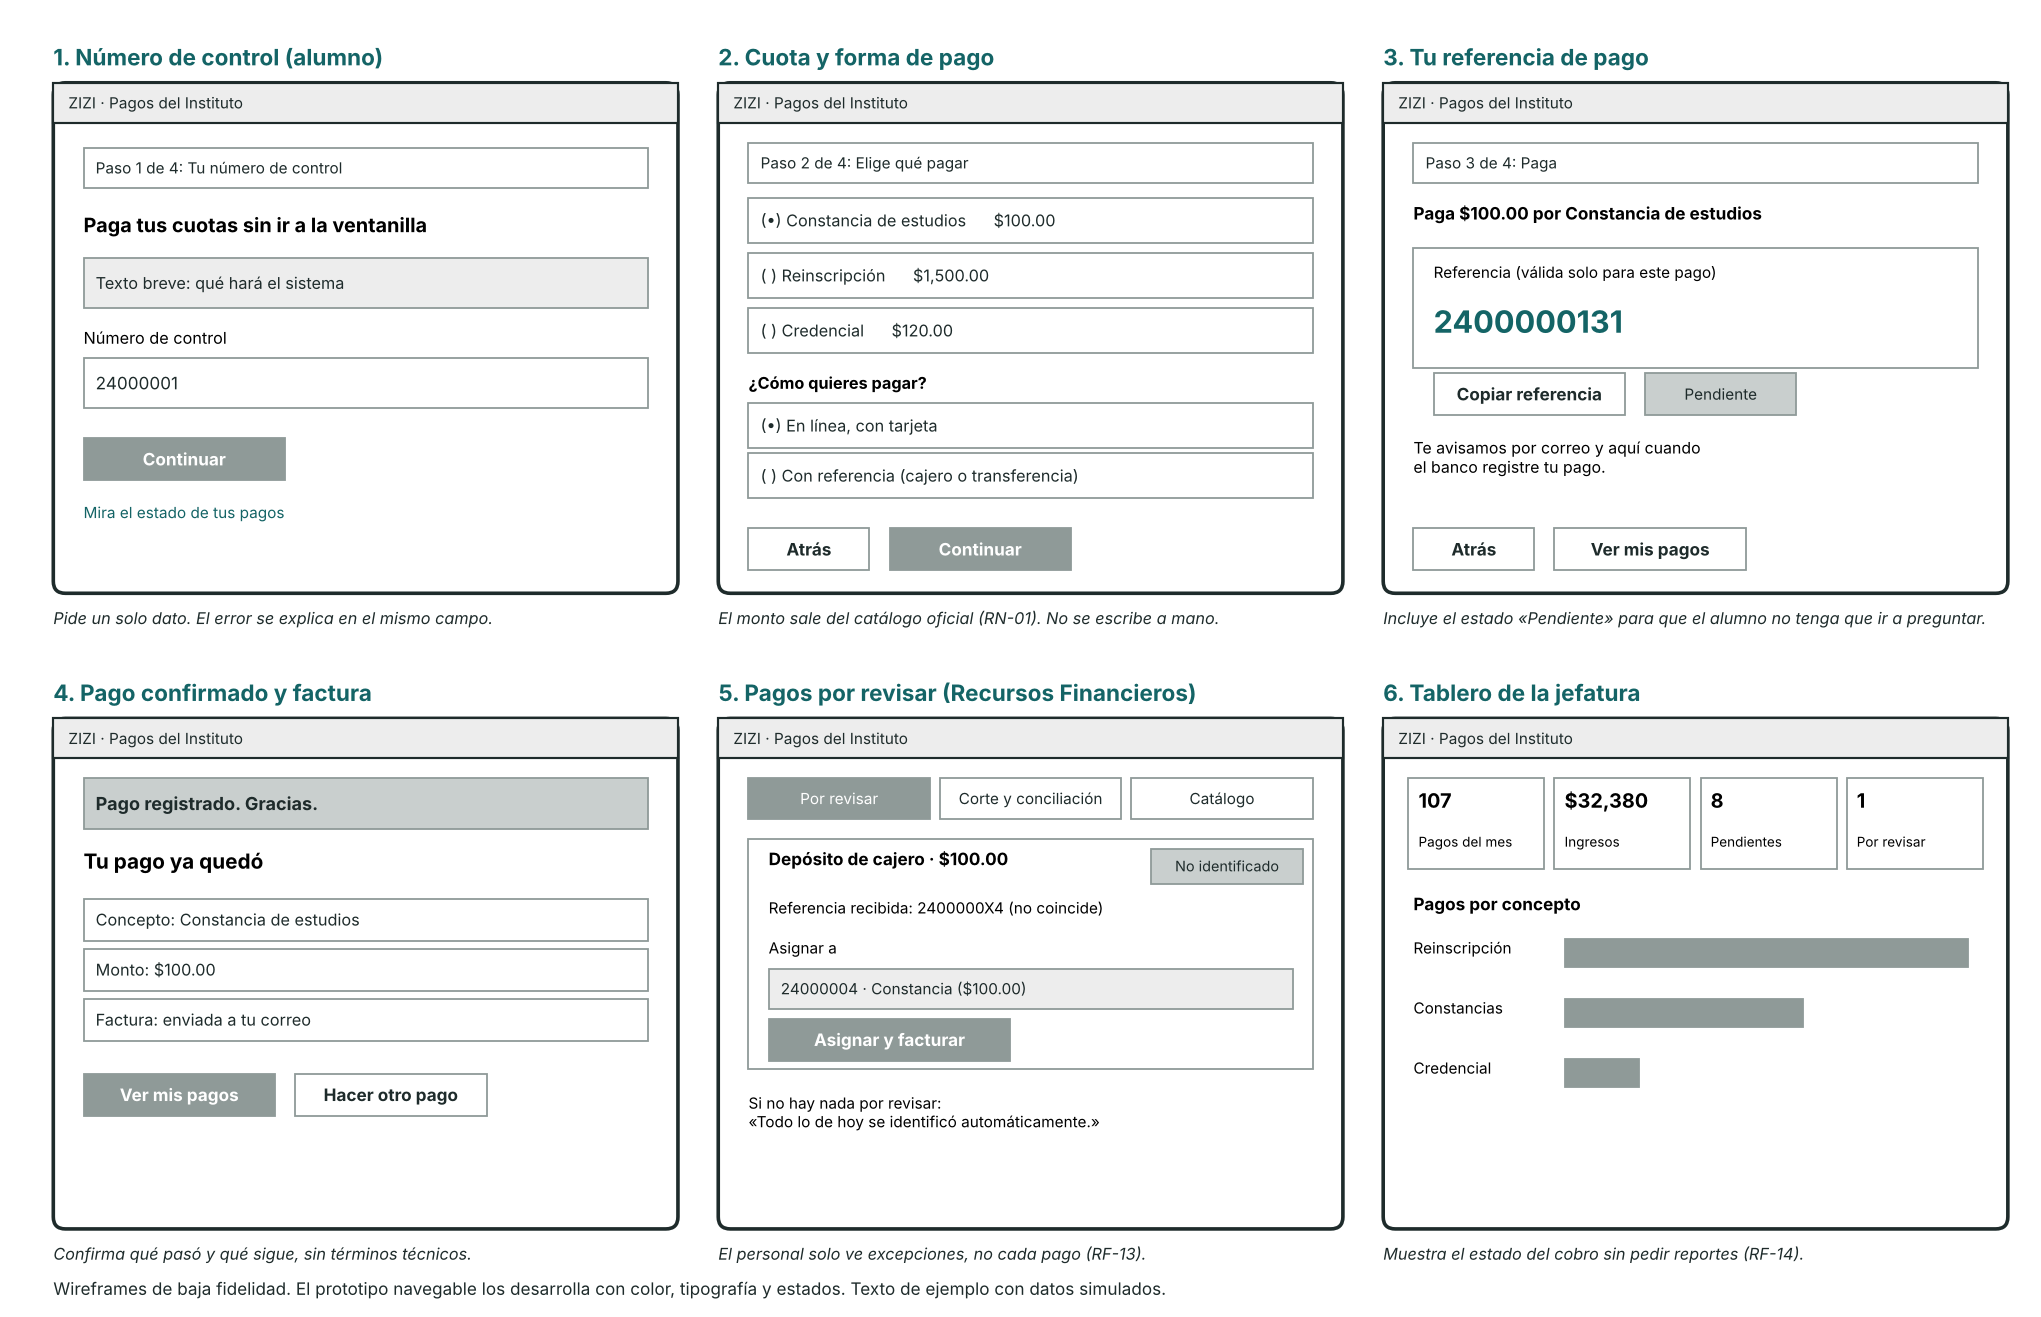 1. Número de control (alumno)
ZIZI · Pagos del Instituto
Paso 1 de 4: Tu número de control
Paga tus cuotas sin ir a la ventanilla
Texto breve: qué hará el sistema
Número de control
24000001
Continuar
Mira el estado de tus pagos
Pide un solo dato. El error se explica en el mismo campo.
2. Cuota y forma de pago
ZIZI · Pagos del Instituto
Paso 2 de 4: Elige qué pagar
(•) Constancia de estudios $100.00
( ) Reinscripción $1,500.00
( ) Credencial $120.00
¿Cómo quieres pagar?
(•) En línea, con tarjeta
( ) Con referencia (cajero o transferencia)
Atrás
Continuar
El monto sale del catálogo oficial (RN-01). No se escribe a mano.
3. Tu referencia de pago
ZIZI · Pagos del Instituto
Paso 3 de 4: Paga
Paga $100.00 por Constancia de estudios
Referencia (válida solo para este pago)
2400000131
Copiar referencia
Pendiente
Te avisamos por correo y aquí cuando
el banco registre tu pago.
Atrás
Ver mis pagos
Incluye el estado «Pendiente» para que el alumno no tenga que ir a preguntar.
4. Pago confirmado y factura
ZIZI · Pagos del Instituto
Pago registrado. Gracias.
Tu pago ya quedó
Concepto: Constancia de estudios
Monto: $100.00
Factura: enviada a tu correo
Ver mis pagos
Hacer otro pago
Confirma qué pasó y qué sigue, sin términos técnicos.
5. Pagos por revisar (Recursos Financieros)
ZIZI · Pagos del Instituto
Por revisar
Corte y conciliación
Catálogo
Depósito de cajero · $100.00
No identificado
Referencia recibida: 2400000X4 (no coincide)
Asignar a
24000004 · Constancia ($100.00)
Asignar y facturar
Si no hay nada por revisar:
«Todo lo de hoy se identificó automáticamente.»
El personal solo ve excepciones, no cada pago (RF-13).
6. Tablero de la jefatura
ZIZI · Pagos del Instituto
107
Pagos del mes
$32,380
Ingresos
8
Pendientes
1
Por revisar
Pagos por concepto
Reinscripción
Constancias
Credencial
Muestra el estado del cobro sin pedir reportes (RF-14).
Wireframes de baja fidelidad. El prototipo navegable los desarrolla con color, tipografía y estados. Texto de ejemplo con datos simulados.